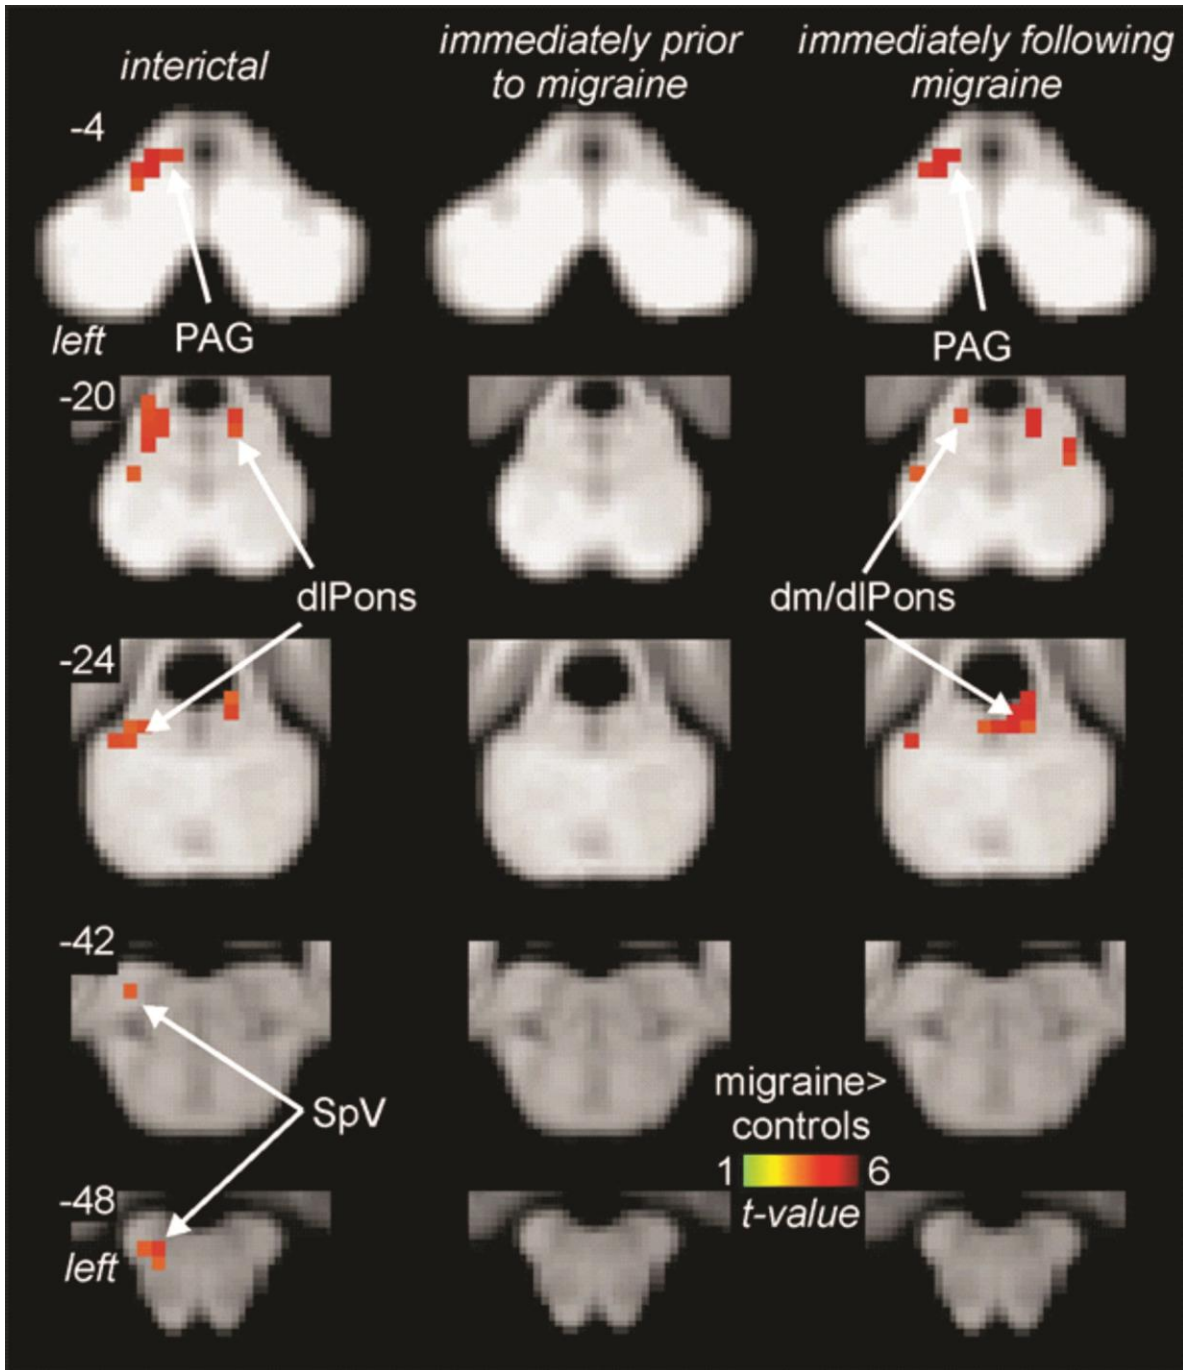 interictal
immediately prior
to migraine
immediately following
migraine
-4
PAG
left
PAG
-20
dlPons
dm/dlPons
-24
-42
SpV
migraine>
controls
1 6
t-value
-48
left